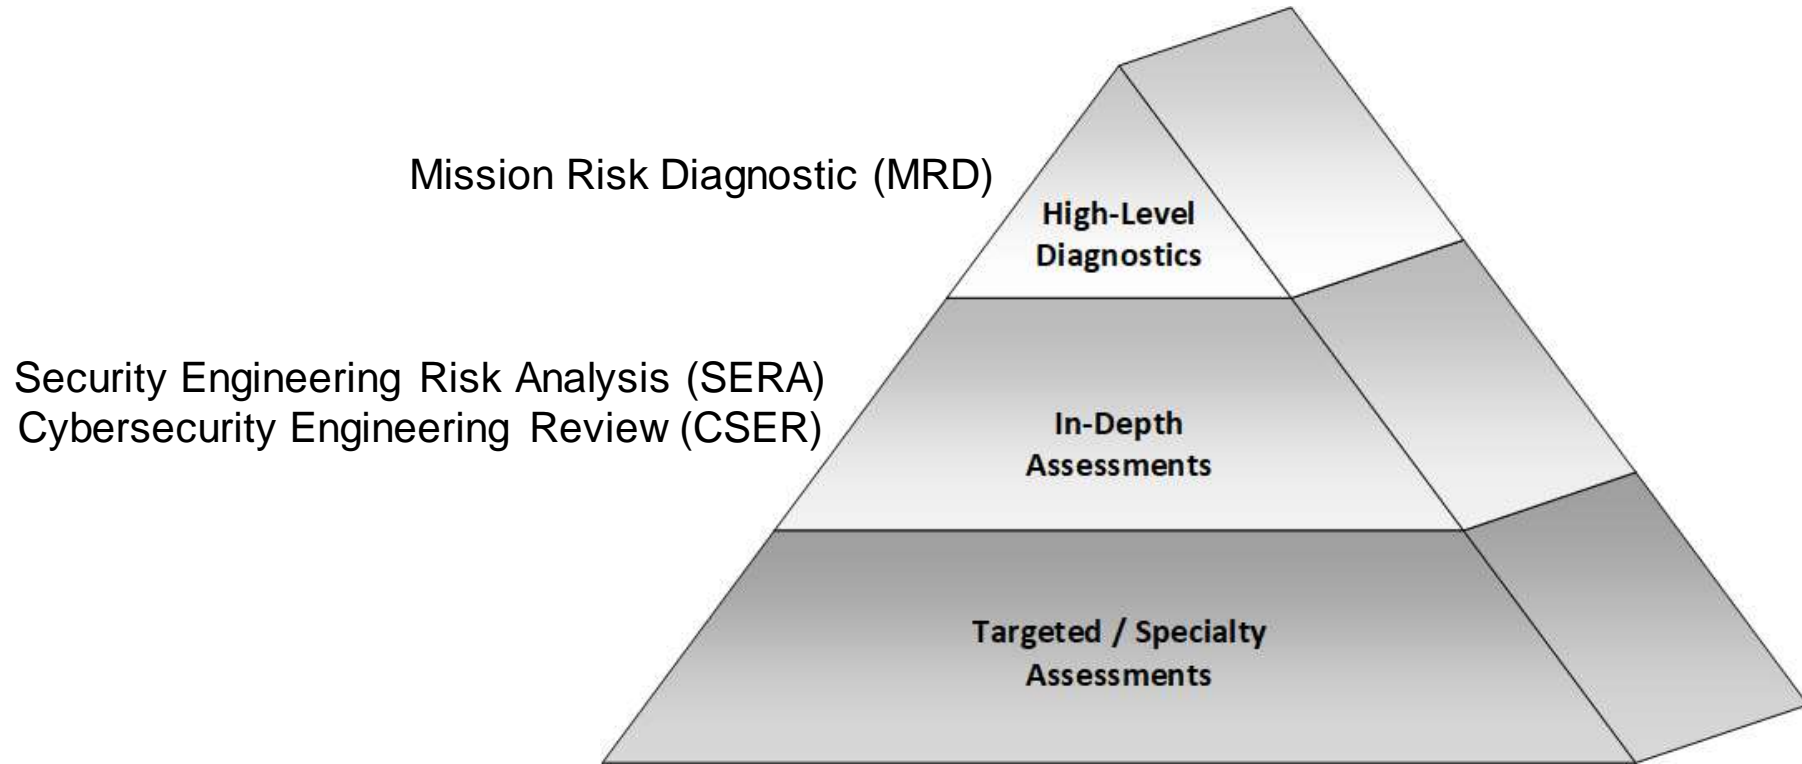 Mission Risk Diagnostic (MRD)
High-Level
Diagnostics
Security Engineering Risk Analysis (SERA)
Cybersecurity Engineering Review (CSER)
In-Depth
Assessments
Targeted / Specialty
Assessments